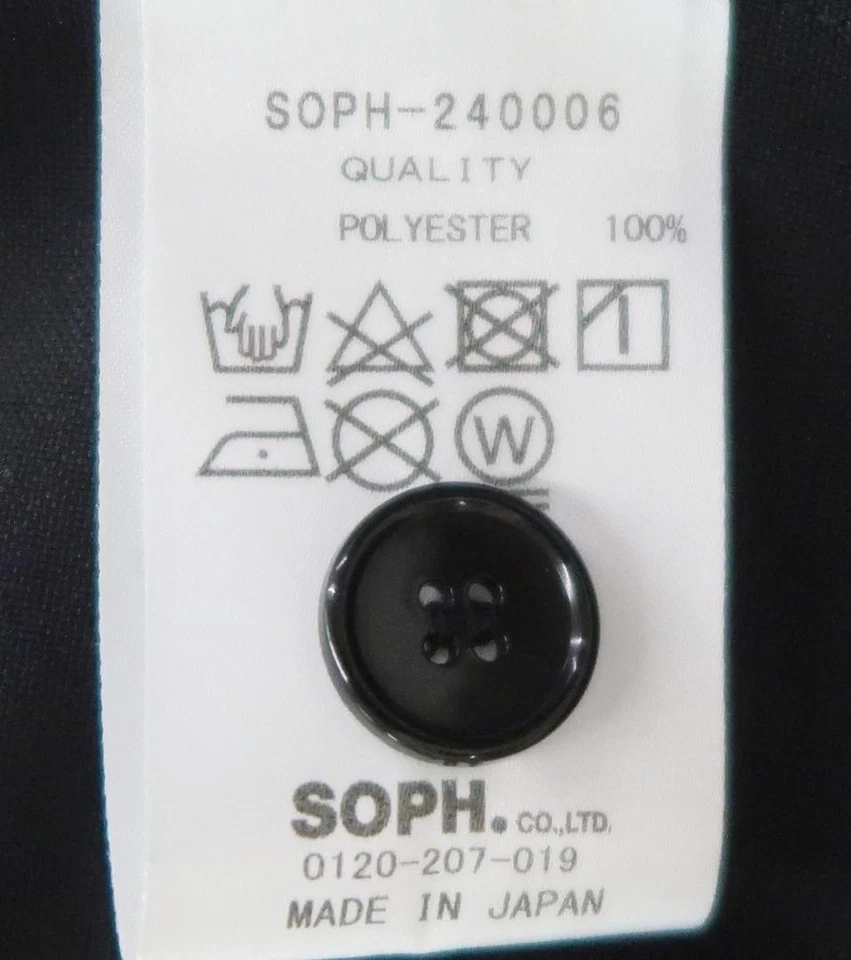 SOPH-240006
QUALITY
POLYESTER 100%
W
SOPH. CO.,LTD.
0120-207-019
MADE IN JAPAN